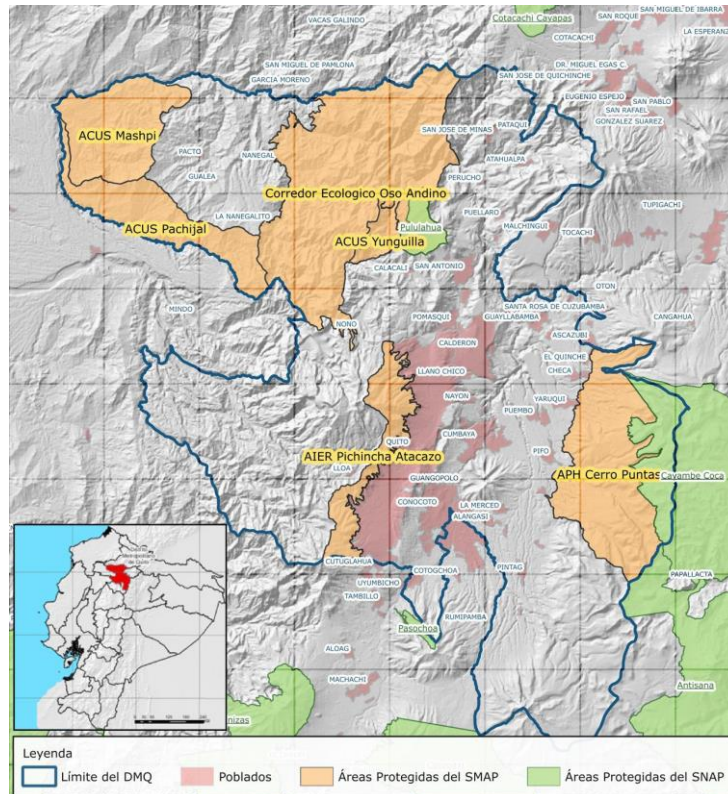 Cotacachi Cayapas
SAN MIGUEL DE IBARRA
SAN ROQUE
VACAS GALINDO
LA ESPERANZ
COTACACHI
DR. MIGUEL EGAS C.
SAN MIGUEL DE PAMLONA
SAN JOSE DE QUICHINCHE
GARCIA MORENO
EUGENIO ESPEJO
SAN PABLO
SAN RAFAEL
GONZALEZ SUAREZ
ACUS Mashpi
SAN JOSE DE MINAS
PATAQUI
PACTO
NANEGAL
ATAHUALPA
GUALEA
PERUCHO
Corredor Ecologico Oso Andino
TUPIGACHI
LA NANEGALITO
PUELLARO
ACUS Pachijal
Pululahua
MALCHINGUI
TOCACHI
ACUS Yunguilla
CALACALI
SAN ANTONIO
OTON
MINDO
SANTA ROSA DE CUZUBAMBA
POMASQUI
GUAYLLABAMBA
CANGAHUA
NONO
ASCAZUBI
CALDERON
EL QUINCHE
LLANO CHICO
CHECA
NAYON
YARUQUI
PUEMBO
QUITO
CUMBAYA
AIER Pichincha Atacazo
PIFO
LLOA
APH Cerro Puntas
Cayambe Coca
GUANGOPOLO
CONOCOTO
LA MERCED
ALANGASI
CUTUGLAHUA
COTOGCHOA
PINTAG
PAPALLACTA
UYUMBICHO
TAMBILLO
RUMIPAMBA
Pasochoa
ALOAG
MACHACHI
Antisana
nizas
Distrito
Metropolitano
de Quito
Leyenda
Límite del DMQ
Poblados
Áreas Protegidas del SMAP
Áreas Protegidas del SNAP